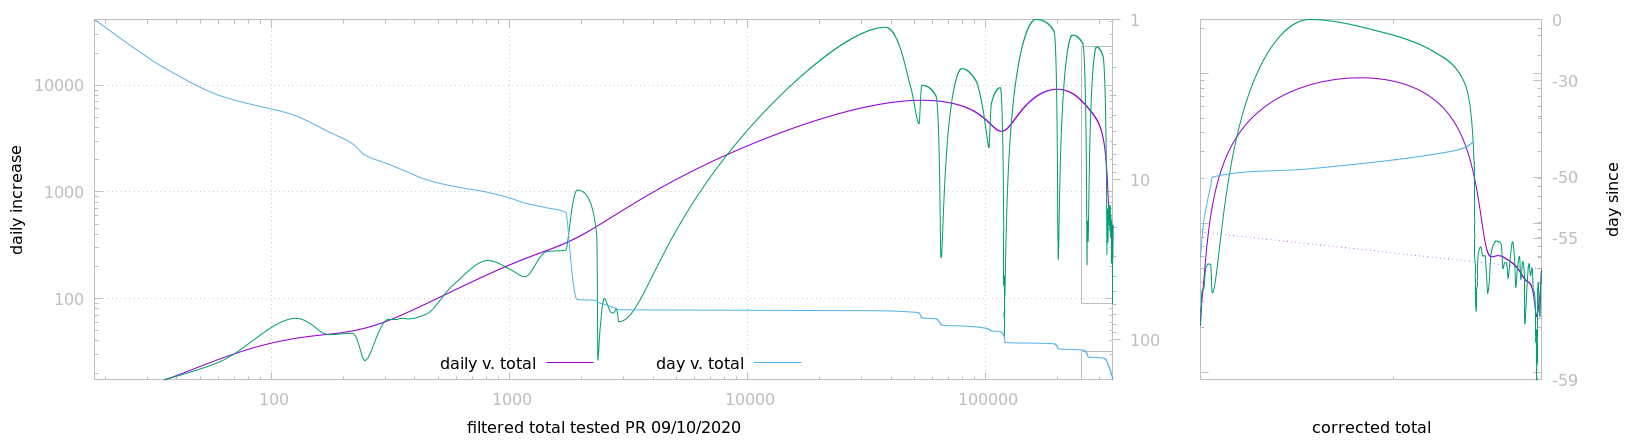 daily increase
10000
1000
100
100
1000
10000
100000
1
10
100
daily v. total
day v. total
filtered total tested PR 09/10/2020
0
-30
-50
-55
-59
day since
corrected total